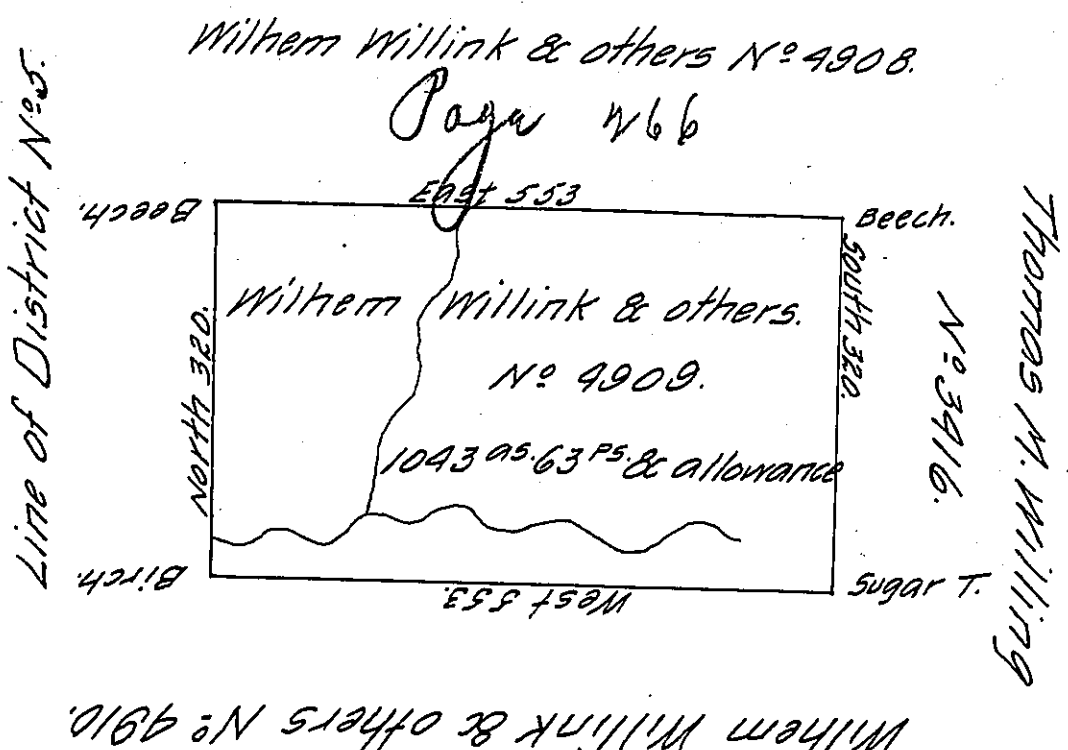 Wilhem Willink & others Nº 4908.
Page
East 553
Beech.
Beech.
Line of District Nº 5.
North 320.
South 320.
Wilhem Willink & others.
Nº 4909.
1043 as. 63 ps. & allowance
Nº 3416.
Thomas M. Willing
Birch.
West 553.
Sugar T.
Wilhem Willink & others Nº 4910.